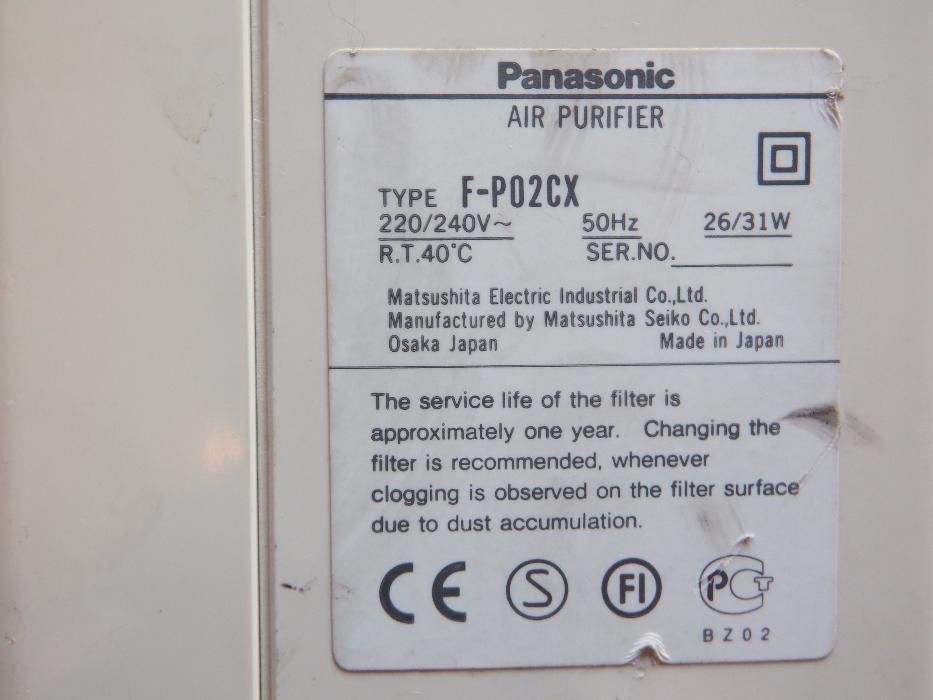 Panasonic
AIR PURIFIER
TYPE F-P02CX
220/240V~ 50Hz 26/31W
R.T.40°C SER.NO.
Matsushita Electric Industrial Co.,Ltd.
Manufactured by Matsushita Seiko Co.,Ltd.
Osaka Japan Made in Japan
The service life of the filter is
approximately one year. Changing the
filter is recommended, whenever
clogging is observed on the filter surface
due to dust accumulation.
CE S FI PCT
BZ02